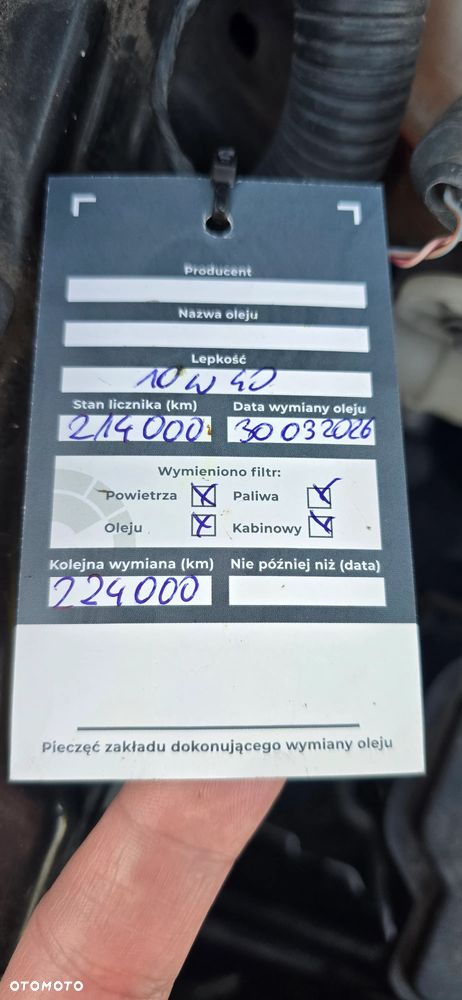 Producent
Nazwa oleju
Lepkość
10W40
Stan licznika (km) Data wymiany oleju
214000 30 03 2026
Wymieniono filtr:
Powietrza Paliwa
Oleju Kabinowy
Kolejna wymiana (km) Nie później niż (data)
224000
Pieczęć zakładu dokonującego wymiany oleju
OTOMOTO